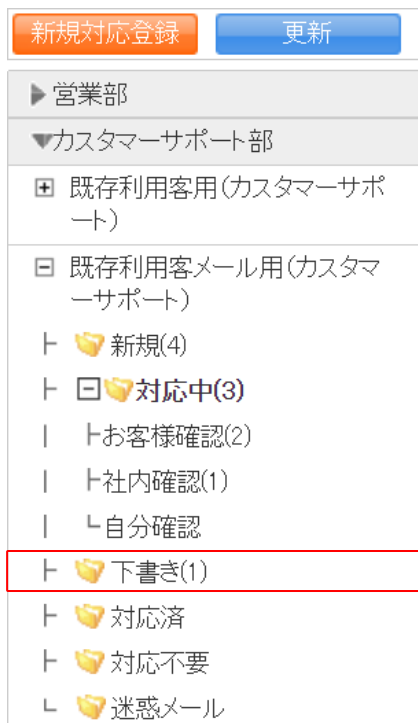 新規対応登録
更新
営業部
カスタマーサポート部
既存利用客用(カスタマーサポ
ート)
既存利用客メール用(カスタマ
ーサポート)
新規(4)
対応中(3)
お客様確認(2)
社内確認(1)
自分確認
下書き(1)
対応済
対応不要
迷惑メール